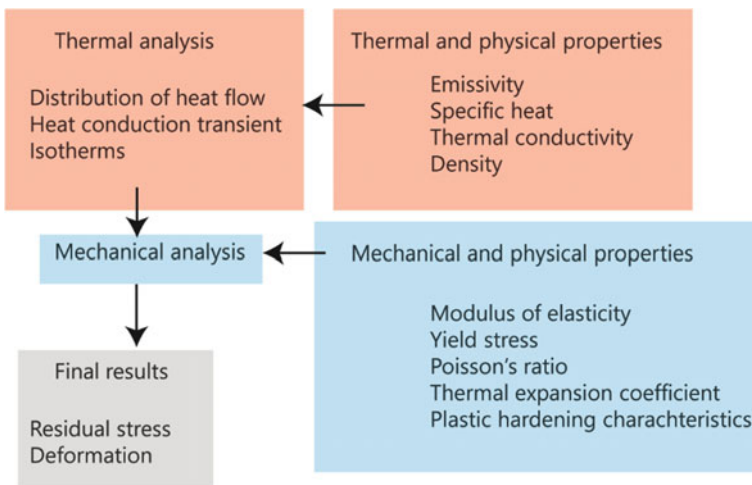 Thermal analysis
Distribution of heat flow
Heat conduction transient
Isotherms
Thermal and physical properties
Emissivity
Specific heat
Thermal conductivity
Density
Mechanical analysis
Mechanical and physical properties
Modulus of elasticity
Yield stress
Poisson's ratio
Thermal expansion coefficient
Plastic hardening charachteristics
Final results
Residual stress
Deformation